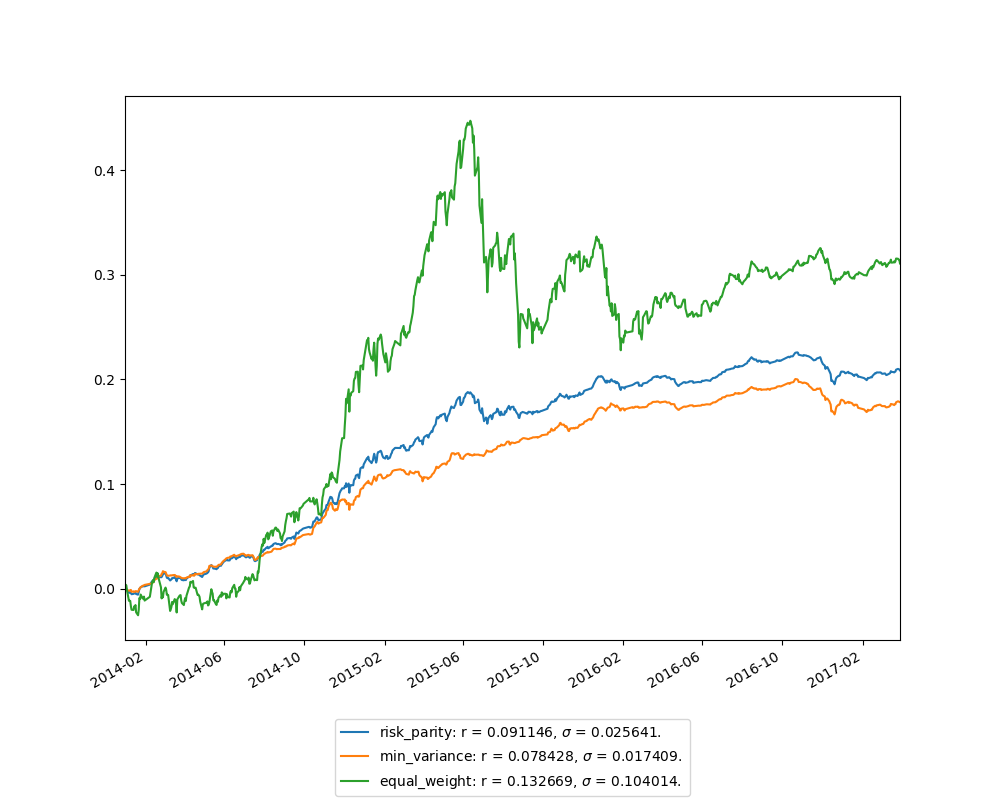 0.4
0.3
0.2
0.1
0.0
2014-02 2014-06 2014-10 2015-02 2015-06 2015-10 2016-02 2016-06 2016-10 2017-02
risk_parity: r = 0.091146, σ = 0.025641.
min_variance: r = 0.078428, σ = 0.017409.
equal_weight: r = 0.132669, σ = 0.104014.